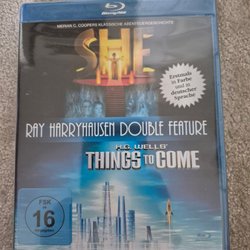 Blu-ray Disc
MERIAN C. COOPERS KLASSISCHE ABENTEUERGESCHICHTE
SHE
Erstmals
in Farbe
und in
deutscher
Sprache
RAY HARRYHAUSEN DOUBLE FEATURE
H.G. WELLS'
THINGS TO COME
FSK
16